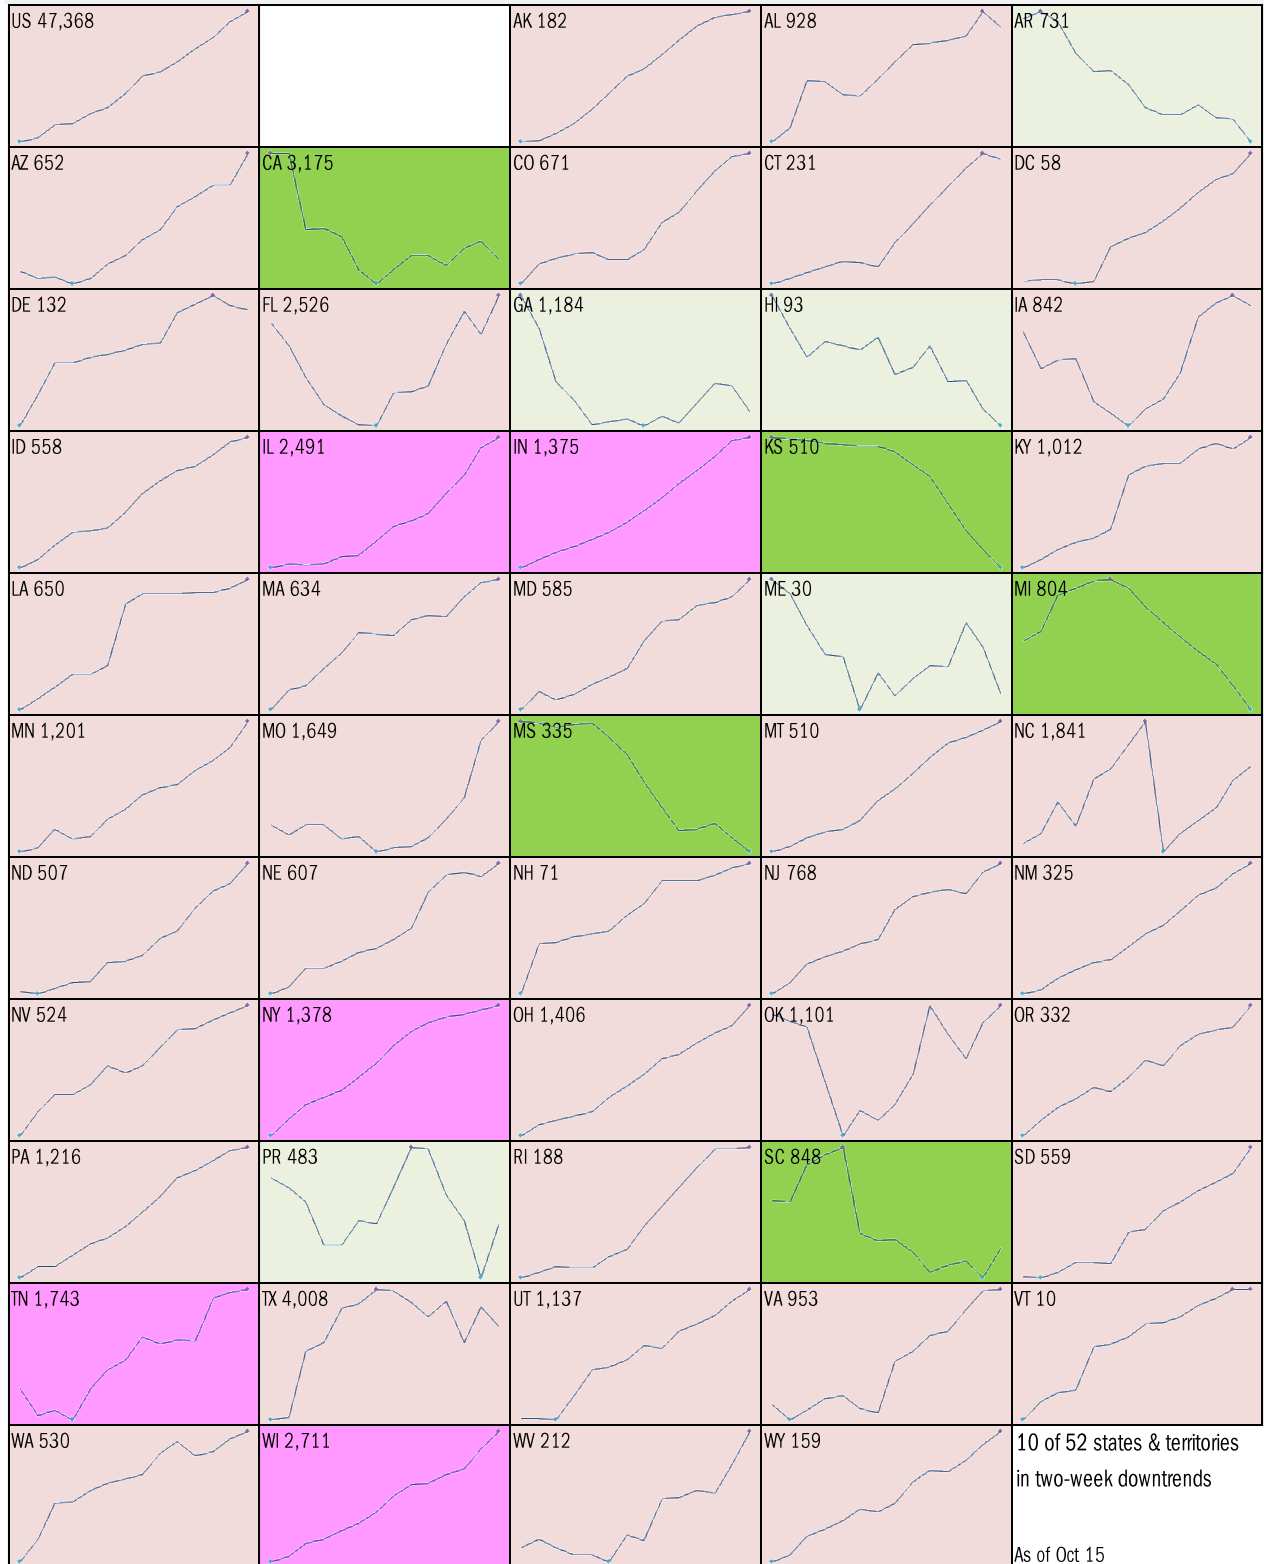 US 47,368
AK 182
AL 928
AR 731
AZ 652
CA 3,175
CO 671
CT 231
DC 58
DE 132
FL 2,526
GA 1,184
HI 93
IA 842
ID 558
IL 2,491
IN 1,375
KS 510
KY 1,012
LA 650
MA 634
MD 585
ME 30
MI 804
MN 1,201
MO 1,649
MS 335
MT 510
NC 1,841
ND 507
NE 607
NH 71
NJ 768
NM 325
NV 524
NY 1,378
OH 1,406
OK 1,101
OR 332
PA 1,216
PR 483
RI 188
SC 848
SD 559
TN 1,743
TX 4,008
UT 1,137
VA 953
VT 10
WA 530
WI 2,711
WV 212
WY 159
10 of 52 states & territories
in two-week downtrends
As of Oct 15